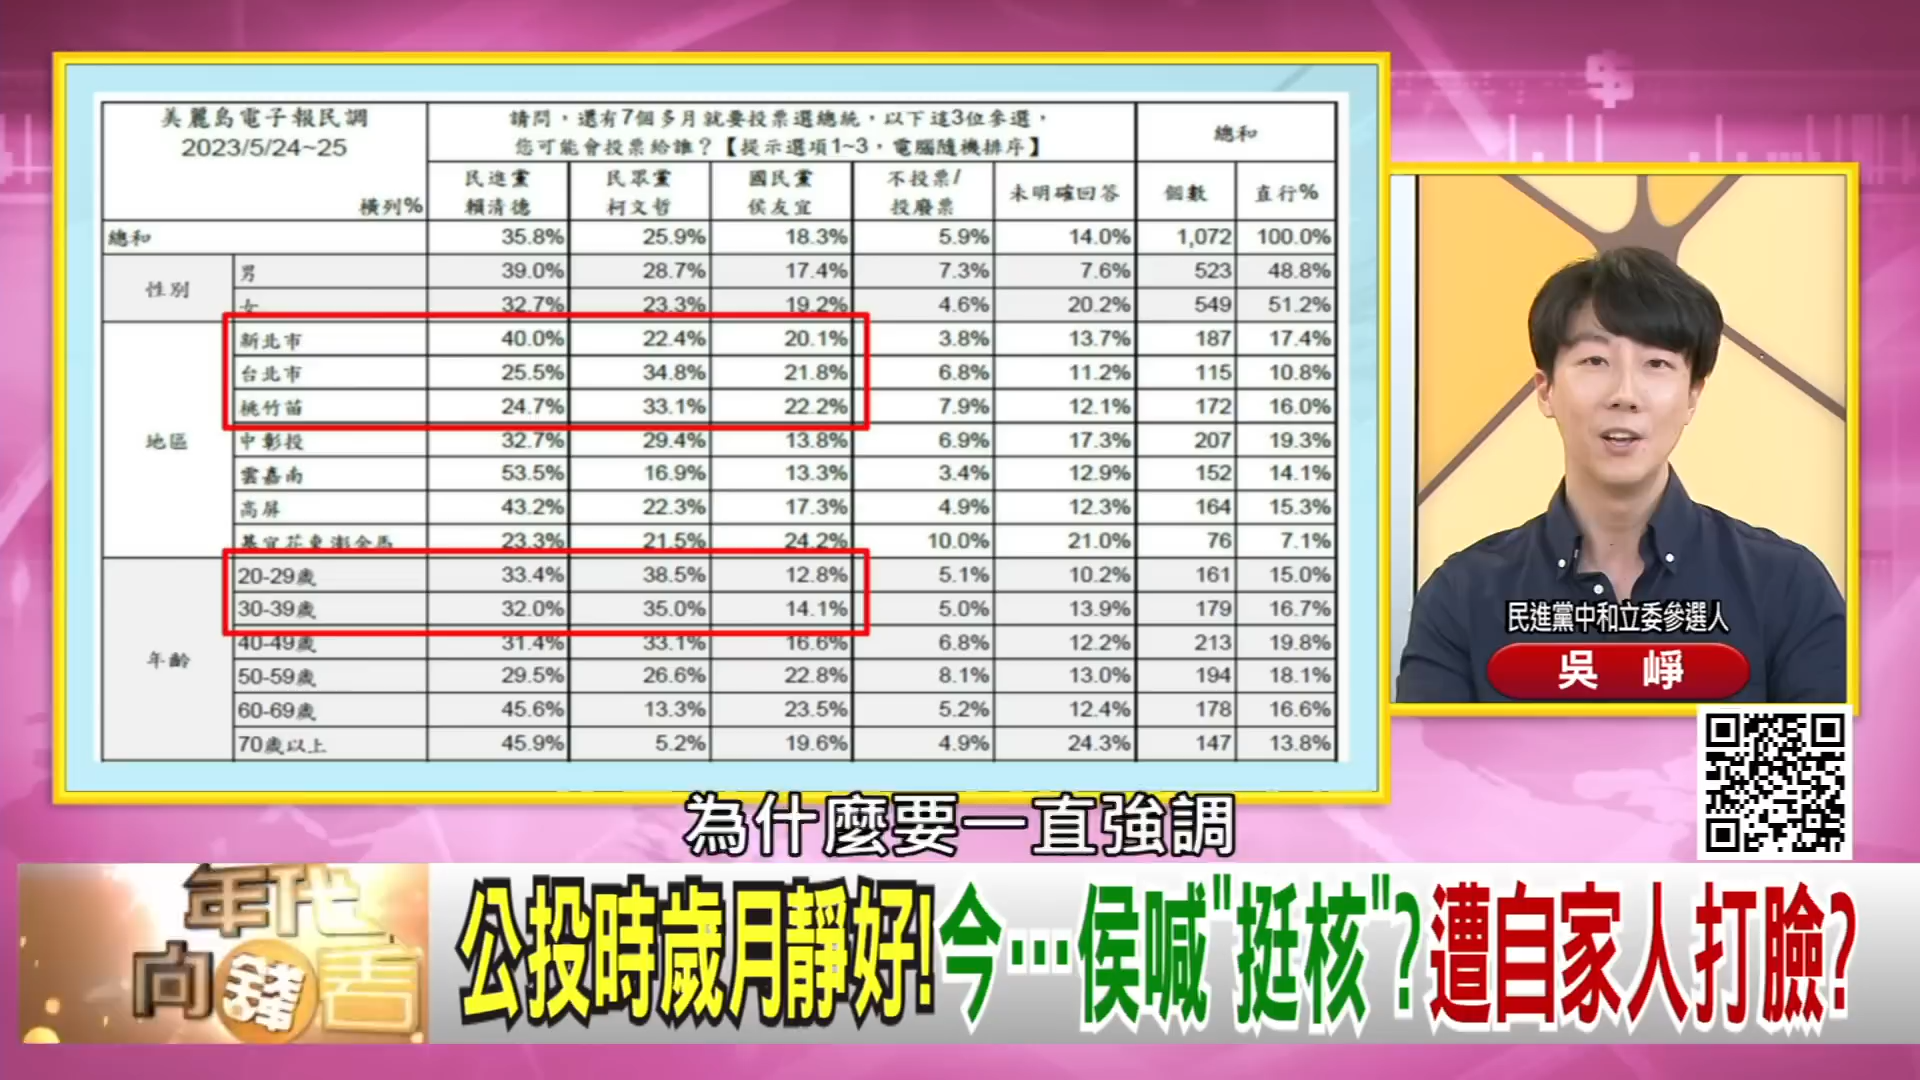 美麗島電子報民調
2023/5/24~25
橫列%
請問，還有7個多月就要投票選總統，以下這3位參選，
您可能會投票給誰？【提示選項1~3，電腦隨機排序】
總和
民進黨 賴清德 民眾黨 柯文哲 國民黨 侯友宜 不投票/ 投廢票 未明確回答 個數 直行%
總和 35.8% 25.9% 18.3% 5.9% 14.0% 1,072 100.0%
性別
男 39.0% 28.7% 17.4% 7.3% 7.6% 523 48.8%
女 32.7% 23.3% 19.2% 4.6% 20.2% 549 51.2%
地區
新北市 40.0% 22.4% 20.1% 3.8% 13.7% 187 17.4%
台北市 25.5% 34.8% 21.8% 6.8% 11.2% 115 10.8%
桃竹苗 24.7% 33.1% 22.2% 7.9% 12.1% 172 16.0%
中彰投 32.7% 29.4% 13.8% 6.9% 17.3% 207 19.3%
雲嘉南 53.5% 16.9% 13.3% 3.4% 12.9% 152 14.1%
高屏 43.2% 22.3% 17.3% 4.9% 12.3% 164 15.3%
基宜花東澎金馬 23.3% 21.5% 24.2% 10.0% 21.0% 76 7.1%
年齡
20-29歲 33.4% 38.5% 12.8% 5.1% 10.2% 161 15.0%
30-39歲 32.0% 35.0% 14.1% 5.0% 13.9% 179 16.7%
40-49歲 31.4% 33.1% 16.6% 6.8% 12.2% 213 19.8%
50-59歲 29.5% 26.6% 22.8% 8.1% 13.0% 194 18.1%
60-69歲 45.6% 13.3% 23.5% 5.2% 12.4% 178 16.6%
70歲以上 45.9% 5.2% 19.6% 4.9% 24.3% 147 13.8%
民進黨中和立委參選人
吳 崢
為什麼要一直強調
年代
向錢看
公投時歲月靜好!今…侯喊"挺核"?遭自家人打臉?